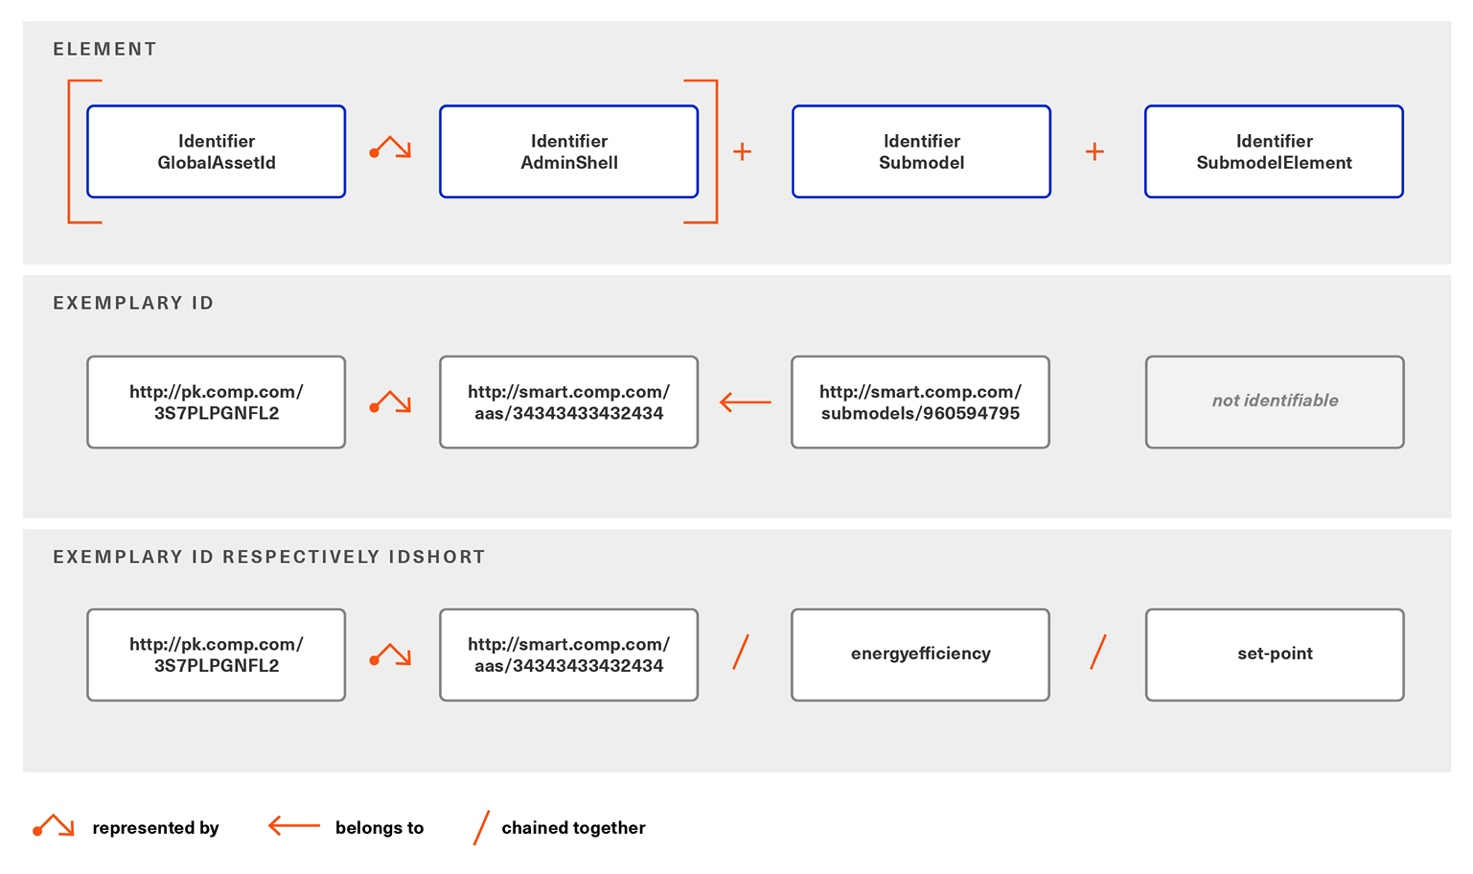 ELEMENT
Identifier
GlobalAssetId
Identifier
AdminShell
+
Identifier
Submodel
+
Identifier
SubmodelElement
EXEMPLARY ID
http://pk.comp.com/
3S7PLPGNFL2
http://smart.comp.com/
aas/34343433432434
http://smart.comp.com/
submodels/960594795
not identifiable
EXEMPLARY ID RESPECTIVELY IDSHORT
http://pk.comp.com/
3S7PLPGNFL2
http://smart.comp.com/
aas/34343433432434
/
energyefficiency
/
set-point
represented by
belongs to
/ chained together